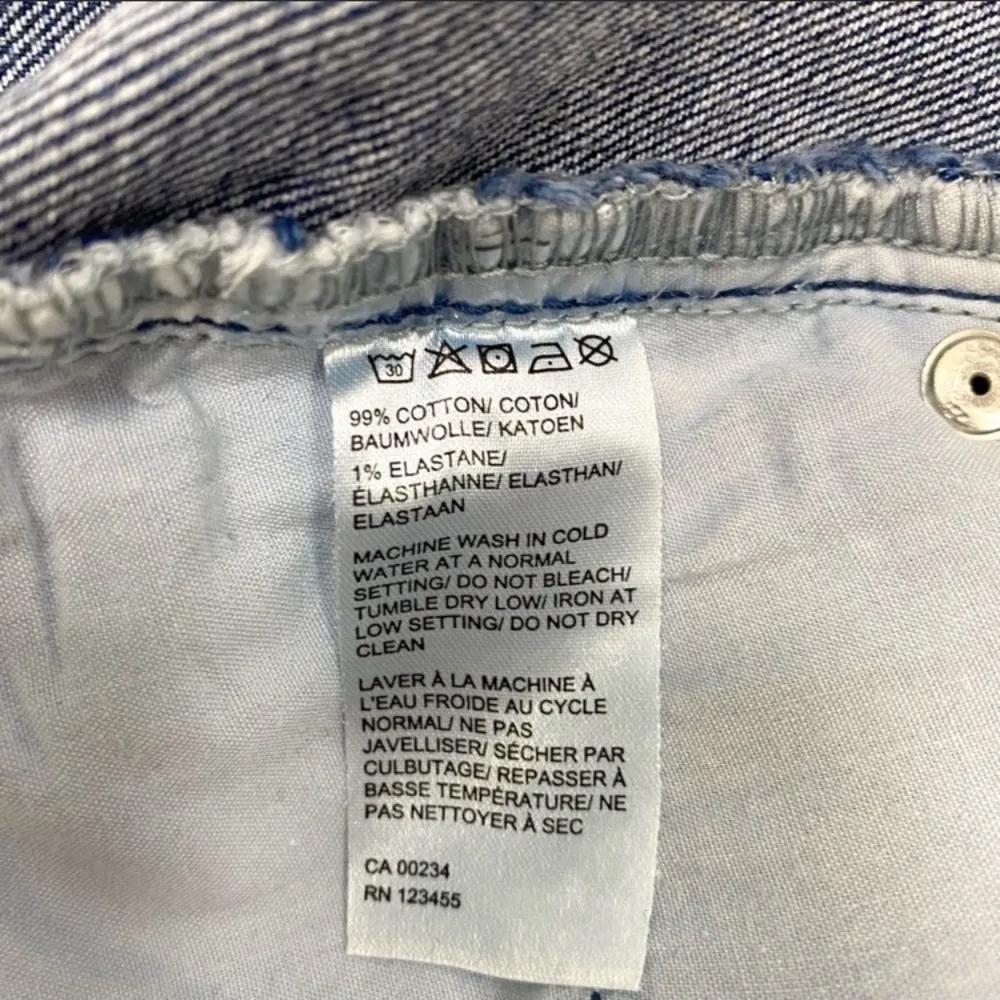 30
99% COTTON/ COTON/
BAUMWOLLE/ KATOEN
1% ELASTANE/
ÉLASTHANNE/ ELASTHAN/
ELASTAAN
MACHINE WASH IN COLD
WATER AT A NORMAL
SETTING/ DO NOT BLEACH/
TUMBLE DRY LOW/ IRON AT
LOW SETTING/ DO NOT DRY
CLEAN
LAVER À LA MACHINE À
L'EAU FROIDE AU CYCLE
NORMAL/ NE PAS
JAVELLISER/ SÉCHER PAR
CULBUTAGE/ REPASSER À
BASSE TEMPÉRATURE/ NE
PAS NETTOYER À SEC
CA 00234
RN 123455